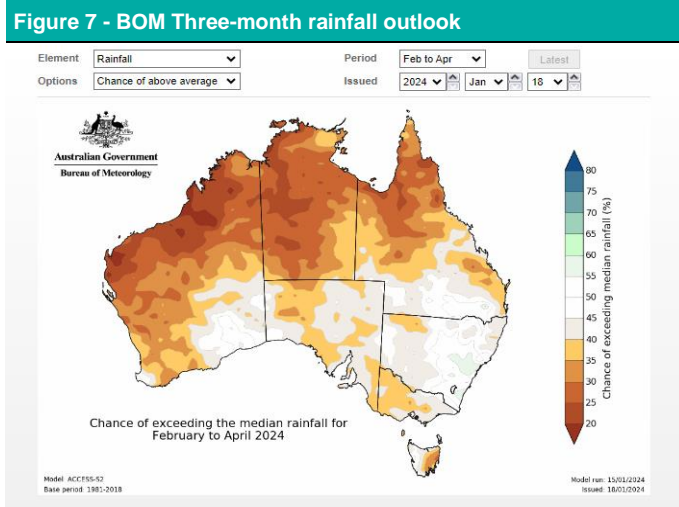 Figure 7 - BOM Three-month rainfall outlook
Element Rainfall Period Feb to Apr Latest
Options Chance of above average Issued 2024 Jan 18
Australian Government
Bureau of Meteorology
80
75
70
65
60
55
50
45
40
35
30
25
20
Chance of exceeding median rainfall (%)
Chance of exceeding the median rainfall for
February to April 2024
Model: ACCESS-S2
Base period: 1981-2018
Model run: 15/01/2024
Issued: 18/01/2024